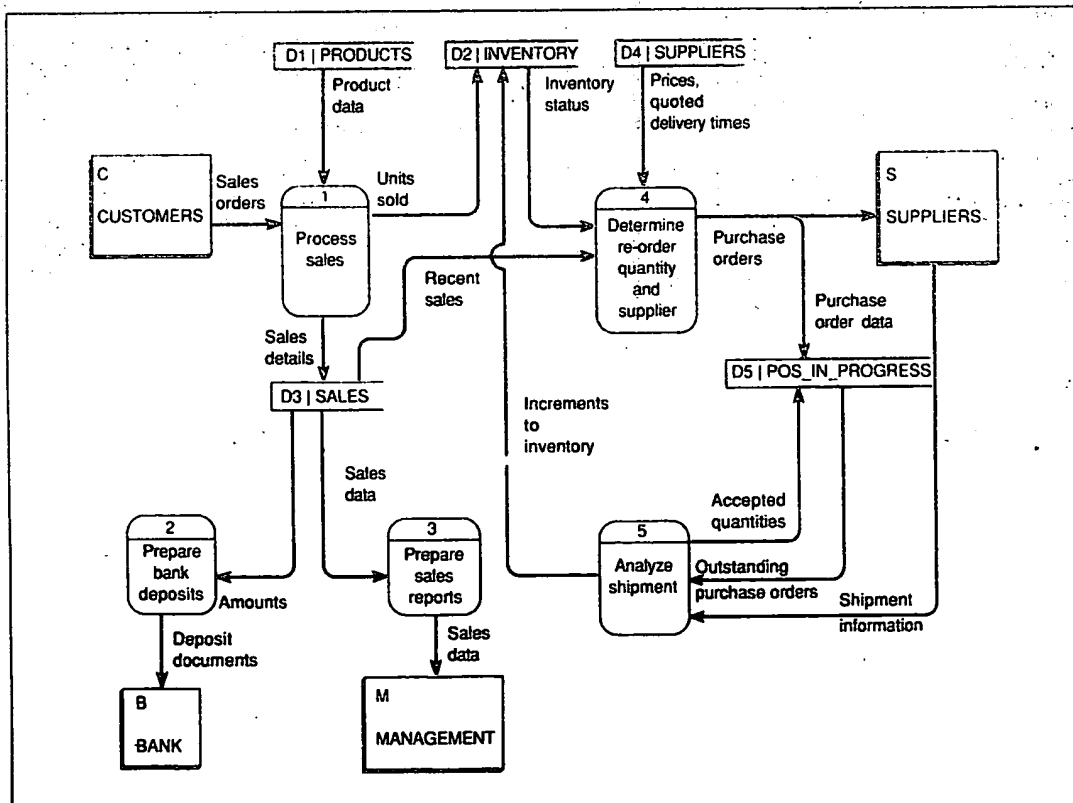 D1 | PRODUCTS
D2 | INVENTORY
D4 | SUPPLIERS
Product
data
Inventory
status
Prices,
quoted
delivery times
C
CUSTOMERS
Sales
orders
1
Process
sales
Units
sold
4
Determine
re-order
quantity
and
supplier
Purchase
orders
S
SUPPLIERS
Recent
sales
Purchase
order data
Sales
details
D3 | SALES
D5 | POS_IN_PROGRESS
Increments
to
inventory
Sales
data
Accepted
quantities
2
Prepare
bank
deposits
Amounts
3
Prepare
sales
reports
5
Analyze
shipment
Outstanding
purchase orders
Shipment
information
Deposit
documents
Sales
data
B
BANK
M
MANAGEMENT